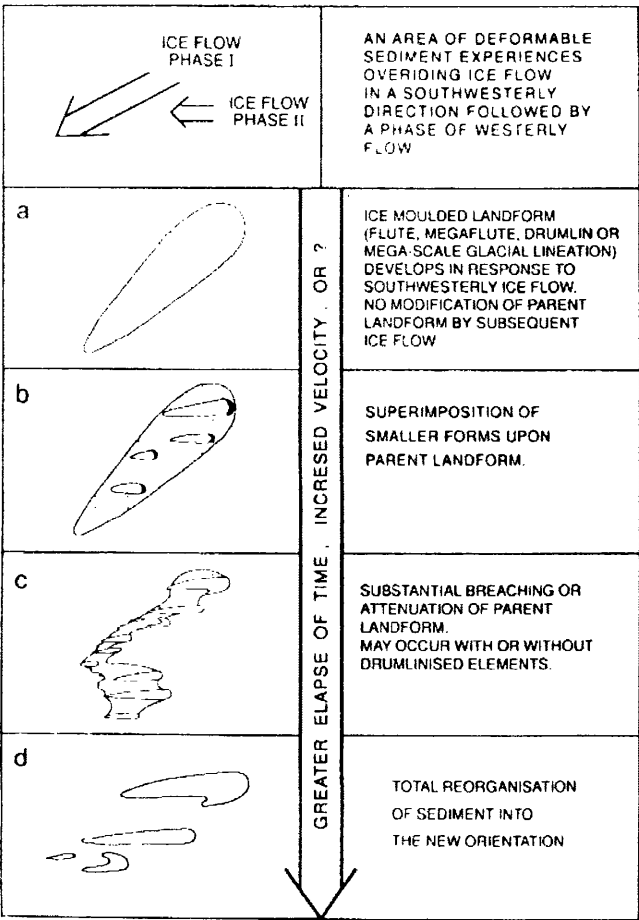 ICE FLOW
PHASE I
ICE FLOW
PHASE II
AN AREA OF DEFORMABLE
SEDIMENT EXPERIENCES
OVERIDING ICE FLOW
IN A SOUTHWESTERLY
DIRECTION FOLLOWED BY
A PHASE OF WESTERLY
FLOW
a
ICE MOULDED LANDFORM
(FLUTE, MEGAFLUTE, DRUMLIN OR
MEGA-SCALE GLACIAL LINEATION)
DEVELOPS IN RESPONSE TO
SOUTHWESTERLY ICE FLOW.
NO MODIFICATION OF PARENT
LANDFORM BY SUBSEQUENT
ICE FLOW
b
SUPERIMPOSITION OF
SMALLER FORMS UPON
PARENT LANDFORM.
c
SUBSTANTIAL BREACHING OR
ATTENUATION OF PARENT
LANDFORM.
MAY OCCUR WITH OR WITHOUT
DRUMLINISED ELEMENTS.
d
TOTAL REORGANISATION
OF SEDIMENT INTO
THE NEW ORIENTATION
GREATER ELAPSE OF TIME, INCRESED VELOCITY, OR ?